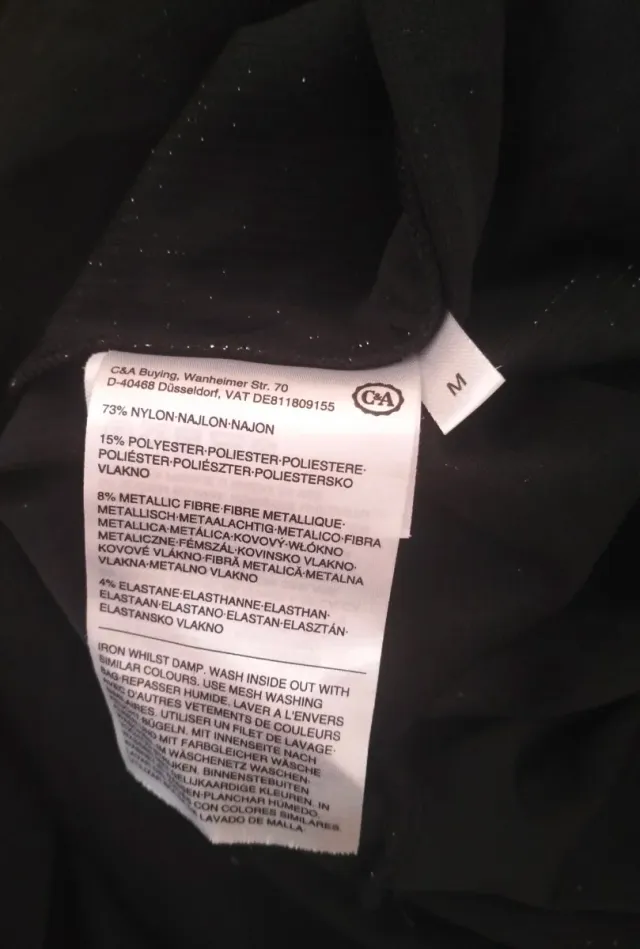 C&A Buying, Wanheimer Str. 70
D-40468 Düsseldorf, VAT DE811809155
C&A
M
73% NYLON·NAJLON·NAJON
15% POLYESTER·POLIESTER·POLIESTERE·
POLIÉSTER·POLIÉSZTER·POLIESTERSKO
VLAKNO
8% METALLIC FIBRE·FIBRE METALLIQUE·
METALLISCH·METAALACHTIG·METALICO·FIBRA
METALLICA·METÁLICA·KOVOVÝ·WŁÓKNO
METALICZNE·FÉMSZÁL·KOVINSKO VLAKNO·
KOVOVÉ VLÁKNO·FIBRĂ METALICĂ·METALNA
VLAKNA·METALNO VLAKNO
4% ELASTANE·ELASTHANNE·ELASTHAN·
ELASTAAN·ELASTANO·ELASTAN·ELASZTÁN·
ELASTANSKO VLAKNO
IRON WHILST DAMP. WASH INSIDE OUT WITH
SIMILAR COLOURS. USE MESH WASHING
BAG·REPASSER HUMIDE. LAVER A L'ENVERS
AVEC D'AUTRES VETEMENTS DE COULEURS
UTILISER UN FILET DE LAVAGE·
BÜGELN. MIT INNENSEITE NACH
MIT FARBGLEICHER WÄSCHE
WÄSCHENETZ WASCHEN·
BINNENSTEBUITEN
KLEUREN. IN
PLANCHAR HÚMEDO.
CON COLORES SIMILARES.
LAVADO DE MALLA·